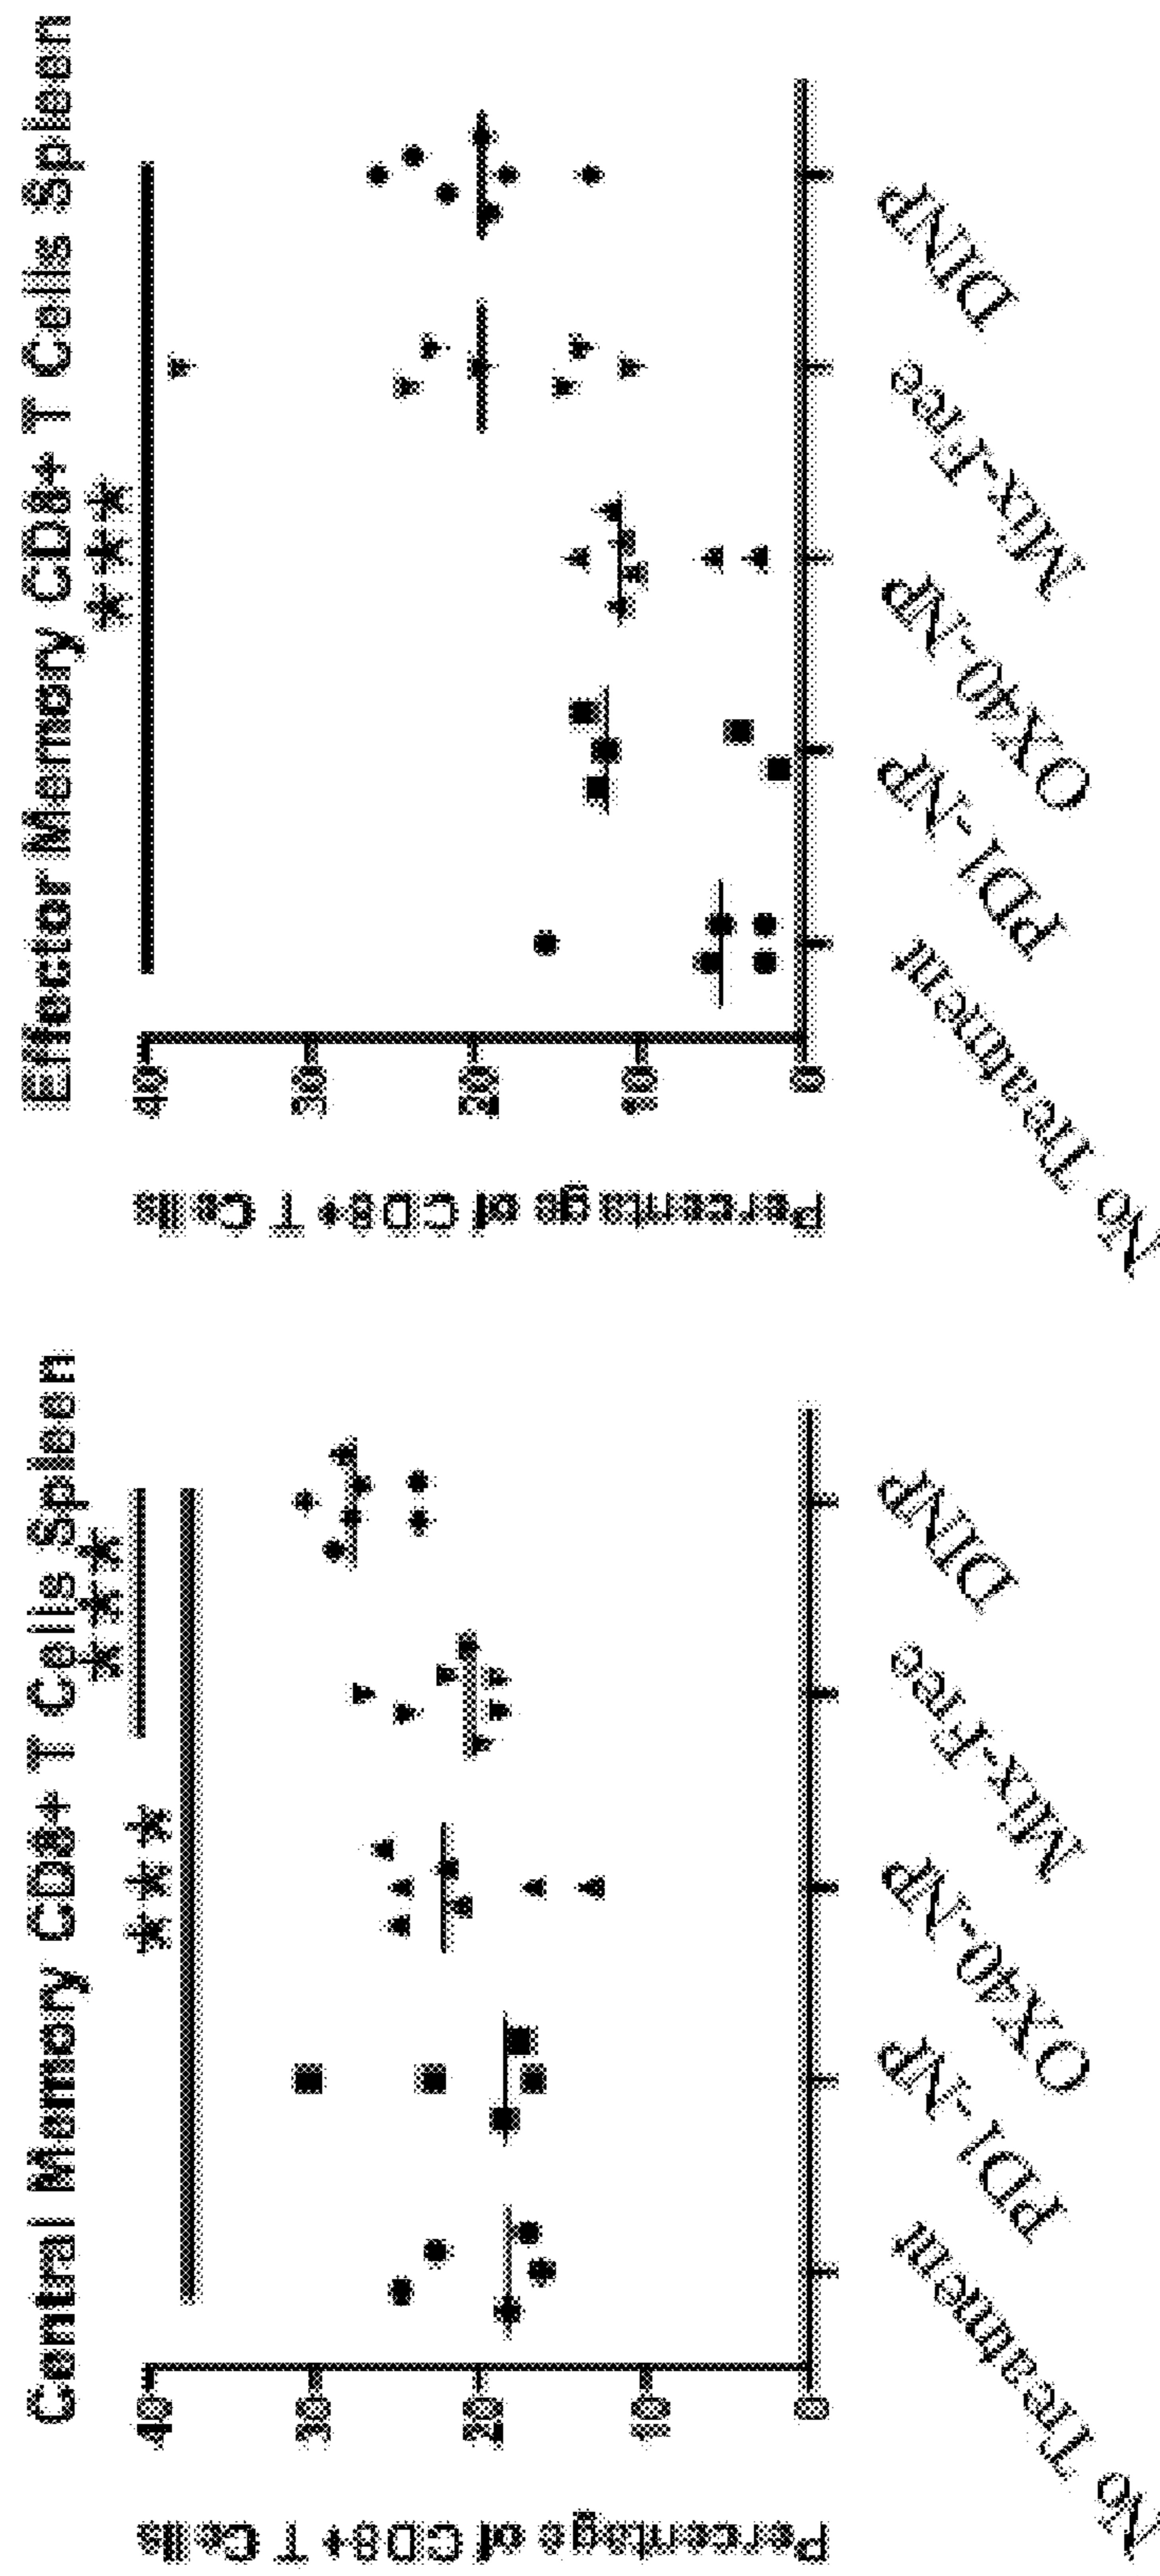 Central Memory CD8+ T Cells Spleen
***
***
Percentage of CD8+ T Cells
40
30
20
10
0
No Treatment
PD1-NP
OX40-NP
Mix-Free
DINP
Effector Memory CD8+ T Cells Spleen
***
Percentage of CD8+ T Cells
40
30
20
10
0
No Treatment
PD1-NP
OX40-NP
Mix-Free
DINP